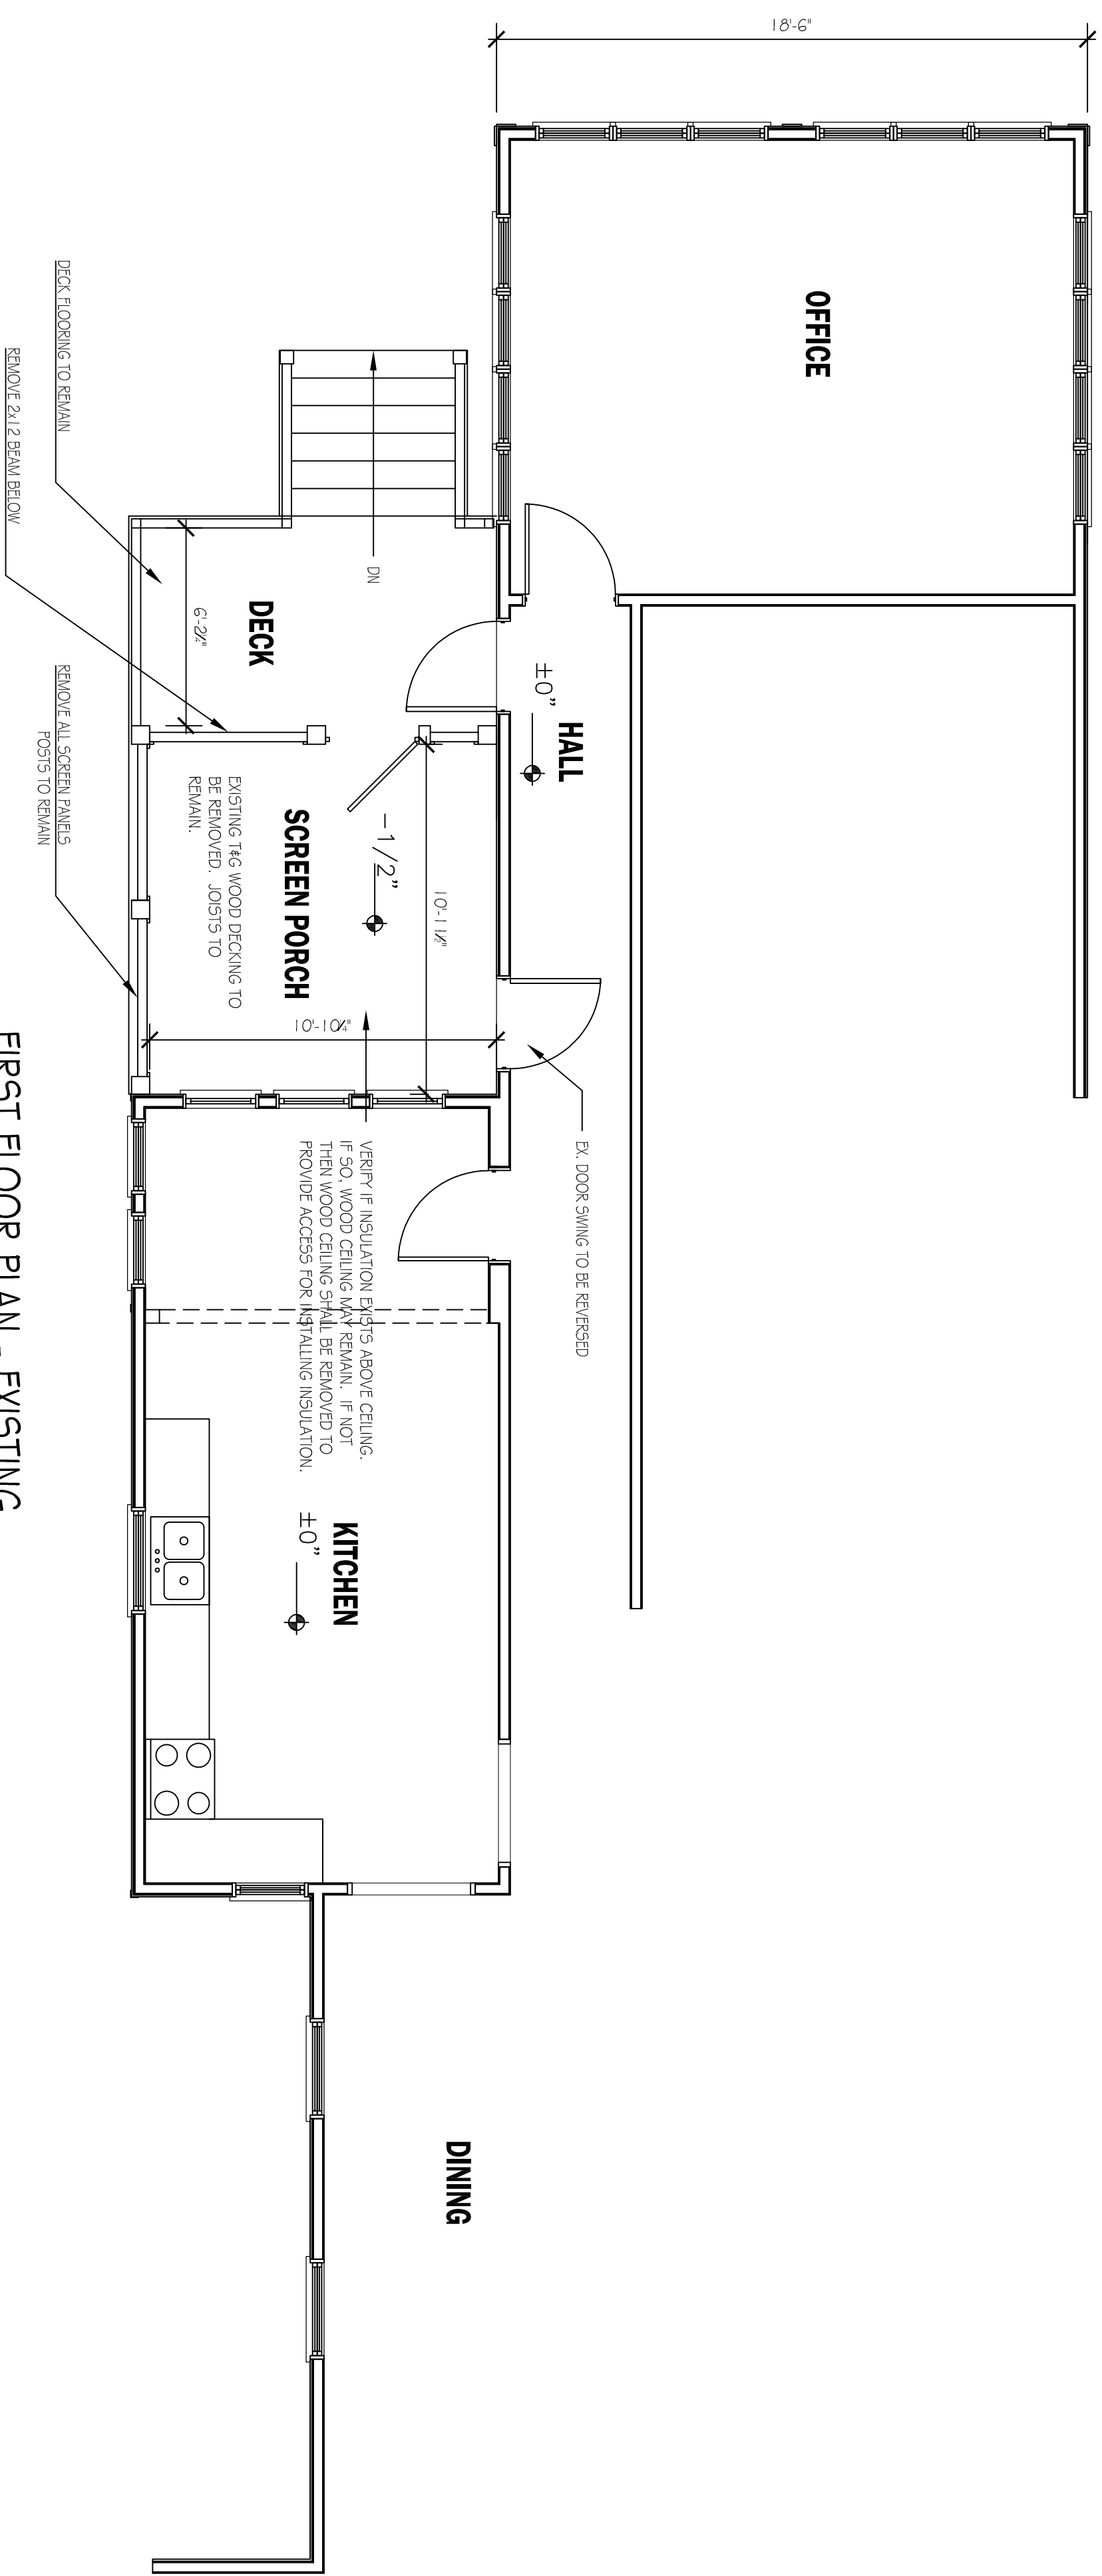 18'-6"
OFFICE
DECK FLOORING TO REMAIN
REMOVE 2x12 BEAM BELOW
DN
DECK
6'-2¼"
REMOVE ALL SCREEN PANELS
POSTS TO REMAIN
HALL
±0”
SCREEN PORCH
-1/2”
10'-1½"
EXISTING T&G WOOD DECKING TO
BE REMOVED. JOISTS TO
REMAIN.
10'-10¼"
EX. DOOR SWING TO BE REVERSED
VERIFY IF INSULATION EXISTS ABOVE CEILING.
IF SO, WOOD CEILING MAY REMAIN. IF NOT
THEN WOOD CEILING SHALL BE REMOVED TO
PROVIDE ACCESS FOR INSTALLING INSULATION.
KITCHEN
±0”
DINING
FIRST FLOOR PLAN - EXISTING